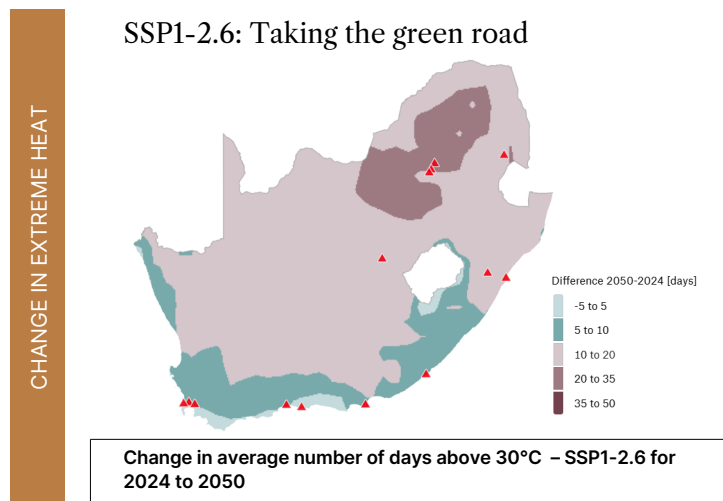 SSP1-2.6: Taking the green road
CHANGE IN EXTREME HEAT
Difference 2050-2024 [days]
-5 to 5
5 to 10
10 to 20
20 to 35
35 to 50
Change in average number of days above 30°C – SSP1-2.6 for
2024 to 2050